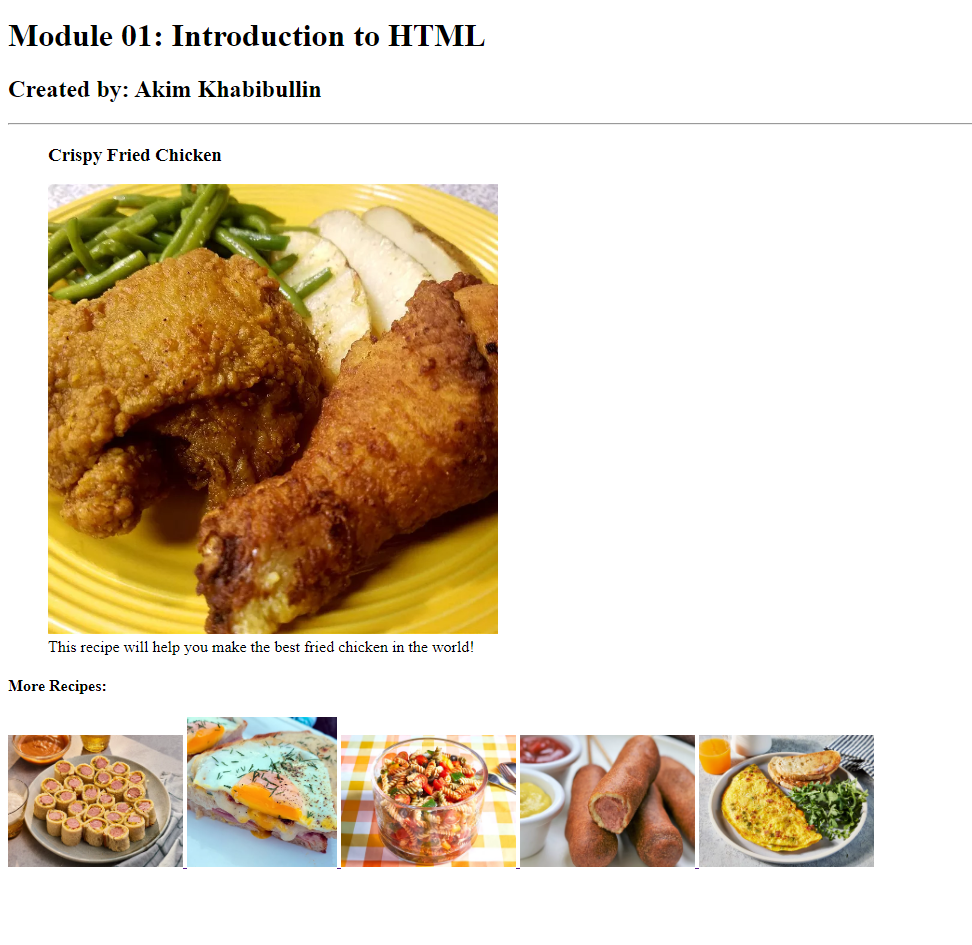 Module 01: Introduction to HTML
Created by: Akim Khabibullin
Crispy Fried Chicken
This recipe will help you make the best fried chicken in the world!
More Recipes: